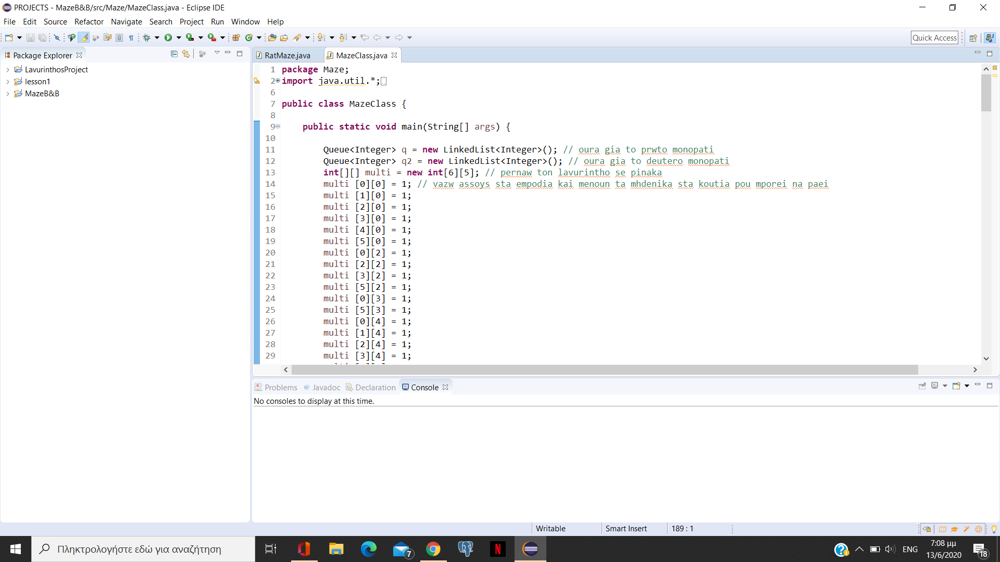 PROJECTS - MazeB&B/src/Maze/MazeClass.java - Eclipse IDE
File Edit Source Refactor Navigate Search Project Run Window Help
Quick Access
Package Explorer
LavurinthosProject
lesson1
MazeB&B
RatMaze.java MazeClass.java
1 package Maze;
2 import java.util.*;
6
7 public class MazeClass {
8
9 public static void main(String[] args) {
10
11 Queue<Integer> q = new LinkedList<Integer>(); // oura gia to prwto monopati
12 Queue<Integer> q2 = new LinkedList<Integer>(); // oura gia to deutero monopati
13 int[][] multi = new int[6][5]; // pernaw ton lavurintho se pinaka
14 multi [0][0] = 1; // vazw assoys sta empodia kai menoun ta mhdenika sta koutia pou mporei na paei
15 multi [1][0] = 1;
16 multi [2][0] = 1;
17 multi [3][0] = 1;
18 multi [4][0] = 1;
19 multi [5][0] = 1;
20 multi [0][2] = 1;
21 multi [2][2] = 1;
22 multi [3][2] = 1;
23 multi [5][2] = 1;
24 multi [0][3] = 1;
25 multi [5][3] = 1;
26 multi [0][4] = 1;
27 multi [1][4] = 1;
28 multi [2][4] = 1;
29 multi [3][4] = 1;
Problems @ Javadoc Declaration Console
No consoles to display at this time.
Writable Smart Insert 189 : 1
Πληκτρολογήστε εδώ για αναζήτηση
7
N
ENG
7:08 μμ
13/6/2020
18